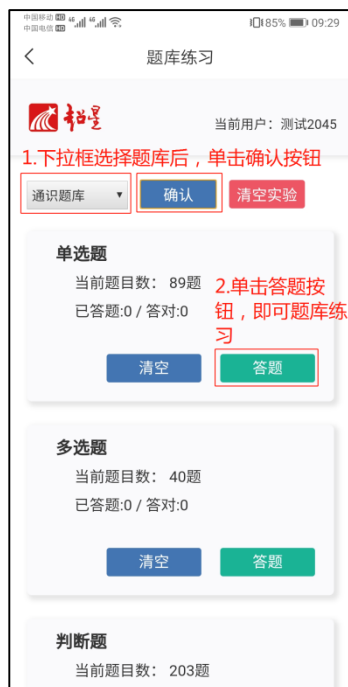 中国移动 HD 4G 4G 85% 09:29
中国电信 HD
题库练习
超星
当前用户：测试2045
1.下拉框选择题库后，单击确认按钮
通识题库 确认 清空实验
单选题
当前题目数： 89题
已答题:0 / 答对:0
2.单击答题按
钮，即可题库练
习
清空 答题
多选题
当前题目数： 40题
已答题:0 / 答对:0
清空 答题
判断题
当前题目数： 203题